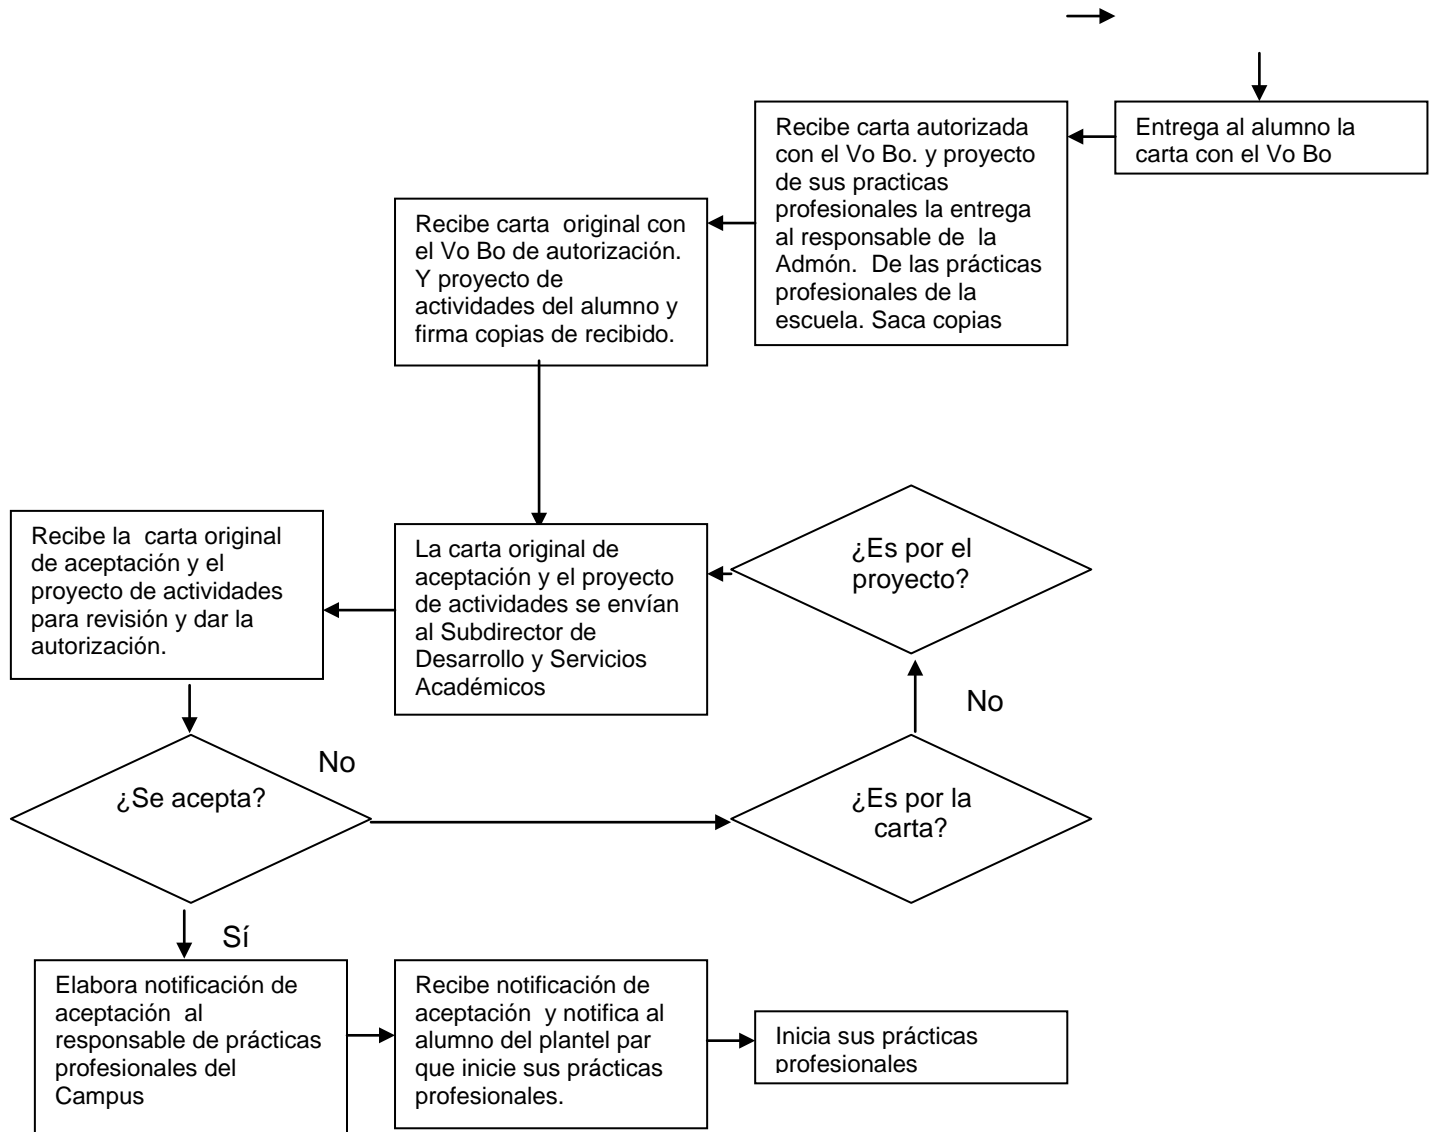 Entrega al alumno la
carta con el Vo Bo
Recibe carta autorizada
con el Vo Bo. y proyecto
de sus practicas
profesionales la entrega
al responsable de la
Admón. De las prácticas
profesionales de la
escuela. Saca copias
Recibe carta original con
el Vo Bo de autorización.
Y proyecto de
actividades del alumno y
firma copias de recibido.
Recibe la carta original
de aceptación y el
proyecto de actividades
para revisión y dar la
autorización.
La carta original de
aceptación y el proyecto
de actividades se envían
al Subdirector de
Desarrollo y Servicios
Académicos
¿Es por el
proyecto?
No
¿Se acepta?
No
¿Es por la
carta?
Sí
Elabora notificación de
aceptación al
responsable de prácticas
profesionales del
Campus
Recibe notificación de
aceptación y notifica al
alumno del plantel par
que inicie sus prácticas
profesionales.
Inicia sus prácticas
profesionales